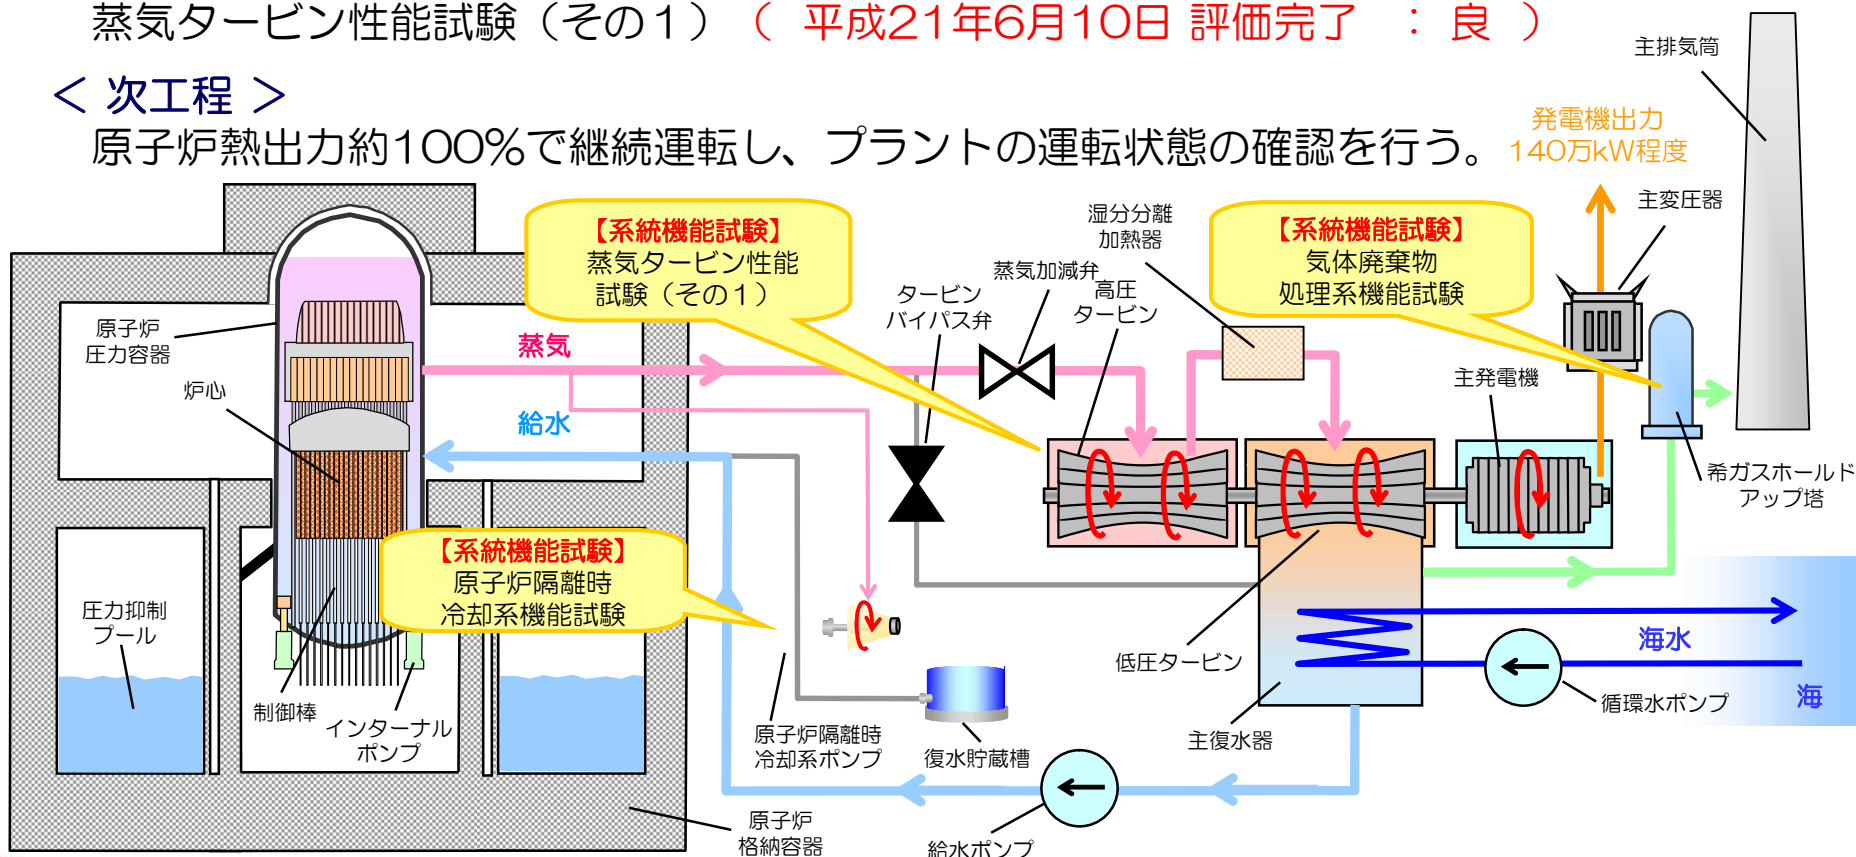 蒸気タービン性能試験（その１）（ 平成21年6月10日 評価完了 ： 良 ）
＜ 次工程 ＞
原子炉熱出力約100%で継続運転し、プラントの運転状態の確認を行う。
主排気筒
発電機出力
140万kW程度
主変圧器
【系統機能試験】
蒸気タービン性能
試験（その１）
湿分分離
加熱器
【系統機能試験】
気体廃棄物
処理系機能試験
蒸気加減弁
タービン
バイパス弁
高圧
タービン
原子炉
圧力容器
蒸気
炉心
主発電機
給水
希ガスホールド
アップ塔
【系統機能試験】
原子炉隔離時
冷却系機能試験
圧力抑制
プール
海水
低圧タービン
海
循環水ポンプ
制御棒
インターナル
ポンプ
原子炉隔離時
冷却系ポンプ
復水貯蔵槽
主復水器
原子炉
格納容器
給水ポンプ